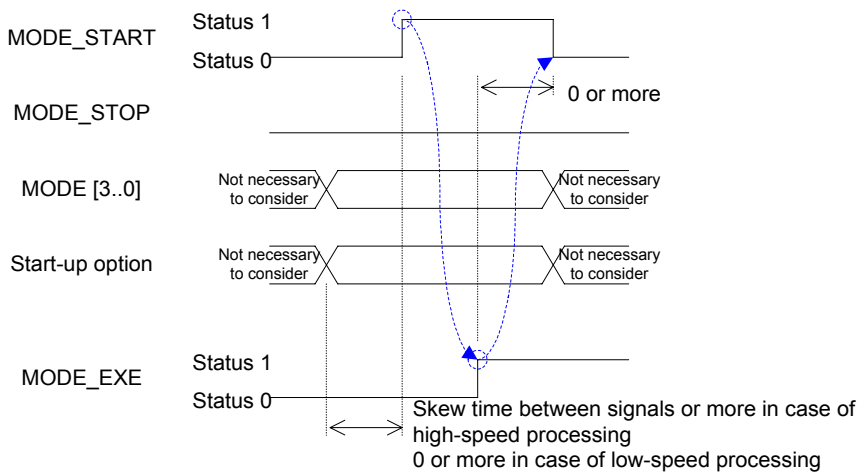 Status 1
MODE_START
Status 0
0 or more
MODE_STOP
MODE [3..0]
Not necessary
to consider
Not necessary
to consider
Start-up option
Not necessary
to consider
Not necessary
to consider
Status 1
MODE_EXE
Status 0
Skew time between signals or more in case of
high-speed processing
0 or more in case of low-speed processing